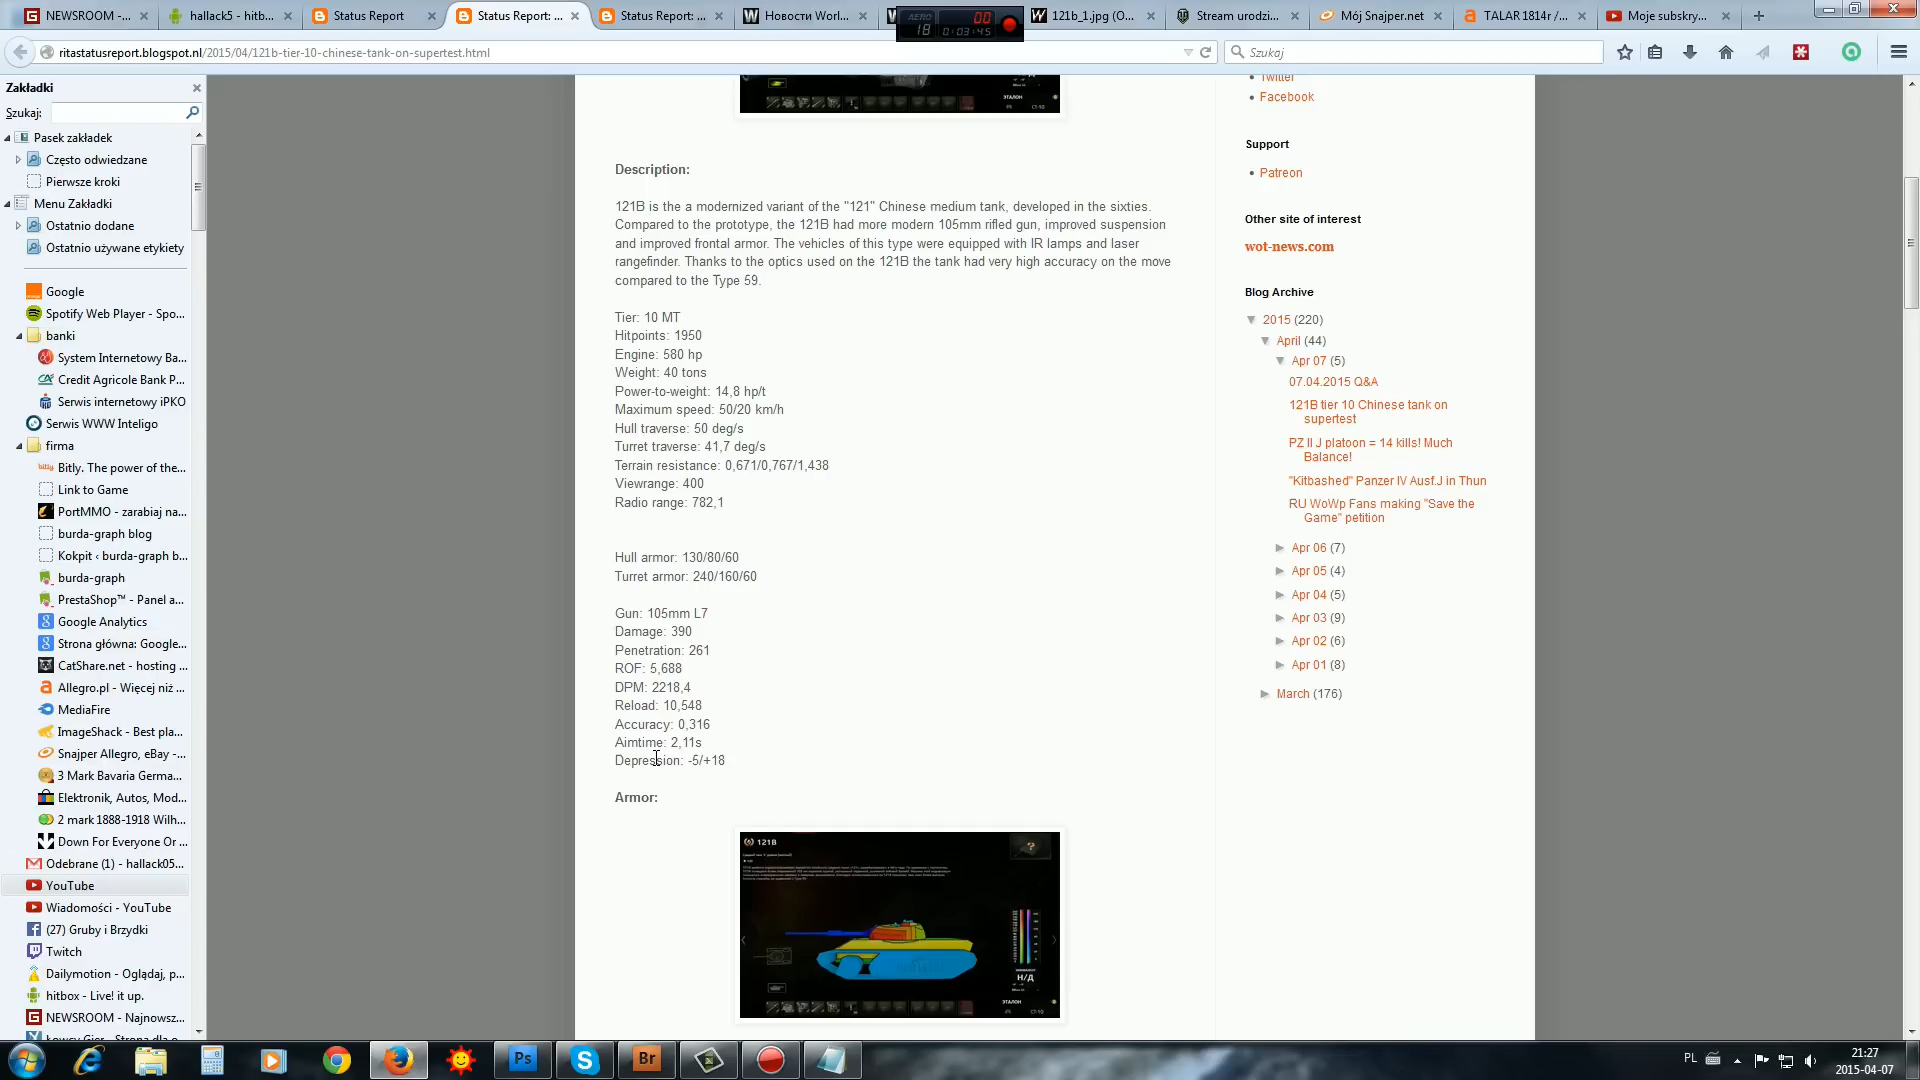 NEWSROOM -...
hallack5 - hitb...
Status Report
Status Report: ...
Status Report: ...
Новости Worl...
121b_1.jpg (O...
Stream urodzi...
Mój Snajper.net
TALAR 1814r /...
Moje subskry...
AERO
18
00
0:03:45
ritastatusreport.blogspot.nl/2015/04/121b-tier-10-chinese-tank-on-supertest.html
Szukaj
Zakładki
Szukaj:
Pasek zakładek
Często odwiedzane
Pierwsze kroki
Menu Zakładki
Ostatnio dodane
Ostatnio używane etykiety
Google
Spotify Web Player - Spo...
banki
System Internetowy Ba...
Credit Agricole Bank P...
Serwis internetowy iPKO
Serwis WWW Inteligo
firma
Bitly. The power of the...
Link to Game
PortMMO - zarabiaj na...
burda-graph blog
Kokpit ‹ burda-graph b...
burda-graph
PrestaShop™ - Panel a...
Google Analytics
Strona główna: Google...
CatShare.net - hosting ...
Allegro.pl - Więcej niż ...
MediaFire
ImageShack - Best pla...
Snajper Allegro, eBay -...
3 Mark Bavaria Germa...
Elektronik, Autos, Mod...
2 mark 1888-1918 Wilh...
Down For Everyone Or ...
Odebrane (1) - hallack05...
YouTube
Wiadomości - YouTube
(27) Gruby i Brzydki
Twitch
Dailymotion - Oglądaj, p...
hitbox - Live! it up.
NEWSROOM - Najnowsz...
Łowcy Gier - Strona dla o...
ЭТАЛОН
СТ-10
Description:
121B is the a modernized variant of the "121" Chinese medium tank, developed in the sixties.
Compared to the prototype, the 121B had more modern 105mm rifled gun, improved suspension
and improved frontal armor. The vehicles of this type were equipped with IR lamps and laser
rangefinder. Thanks to the optics used on the 121B the tank had very high accuracy on the move
compared to the Type 59.
Tier: 10 MT
Hitpoints: 1950
Engine: 580 hp
Weight: 40 tons
Power-to-weight: 14,8 hp/t
Maximum speed: 50/20 km/h
Hull traverse: 50 deg/s
Turret traverse: 41,7 deg/s
Terrain resistance: 0,671/0,767/1,438
Viewrange: 400
Radio range: 782,1
Hull armor: 130/80/60
Turret armor: 240/160/60
Gun: 105mm L7
Damage: 390
Penetration: 261
ROF: 5,688
DPM: 2218,4
Reload: 10,548
Accuracy: 0,316
Aimtime: 2,11s
Depression: -5/+18
Armor:
121B
Н/Д
ЭТАЛОН
СТ-10
Twitter
Facebook
Support
Patreon
Other site of interest
wot-news.com
Blog Archive
2015 (220)
April (44)
Apr 07 (5)
07.04.2015 Q&A
121B tier 10 Chinese tank on
supertest
PZ II J platoon = 14 kills! Much
Balance!
"Kitbashed" Panzer IV Ausf.J in Thun
RU WoWp Fans making "Save the
Game" petition
Apr 06 (7)
Apr 05 (4)
Apr 04 (5)
Apr 03 (9)
Apr 02 (6)
Apr 01 (8)
March (176)
Ps
Br
PL
21:27
2015-04-07